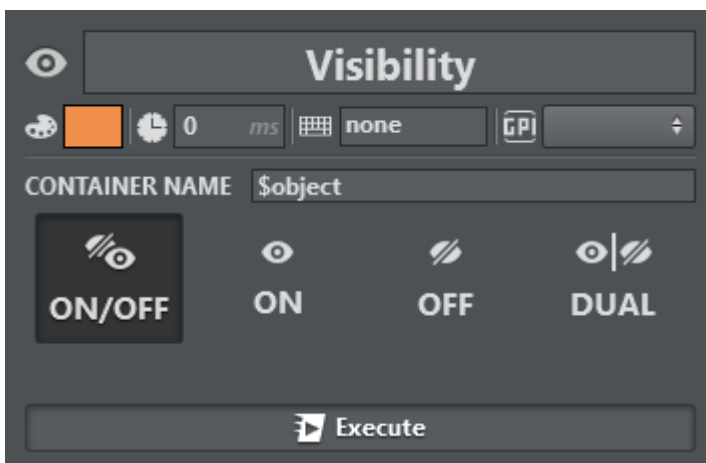 Visibility
0 ms none GPI
CONTAINER NAME $object
ON/OFF ON OFF DUAL
Execute